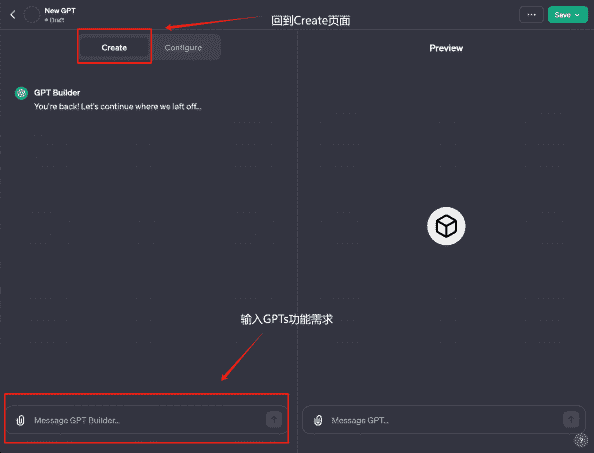 New GPT
Draft
回到Create页面
...
Save
Create
Configure
Preview
GPT Builder
You're back! Let's continue where we left off...
输入GPTs功能需求
Message GPT Builder...
Message GPT...
?